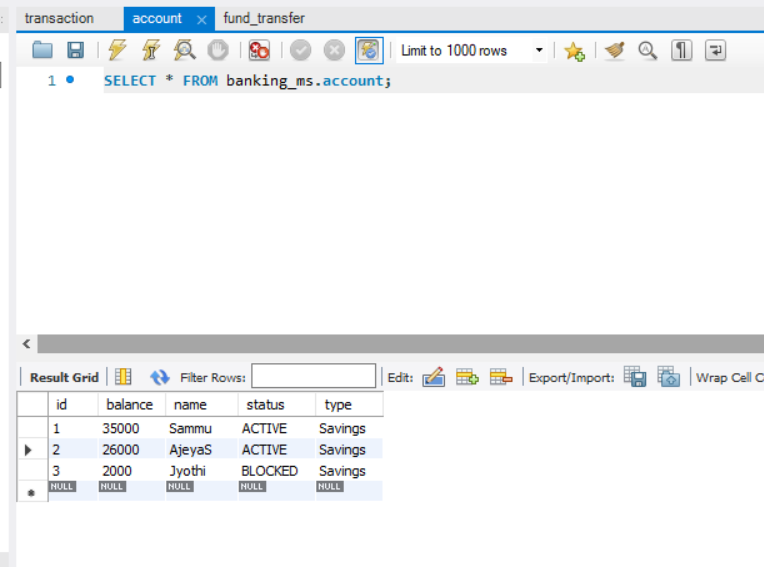 transaction account fund_transfer
Limit to 1000 rows
1 SELECT * FROM banking_ms.account;
Result Grid Filter Rows: Edit: Export/Import: Wrap Cell C
id balance name status type
1 35000 Sammu ACTIVE Savings
2 26000 AjeyaS ACTIVE Savings
3 2000 Jyothi BLOCKED Savings
NULL NULL NULL NULL NULL